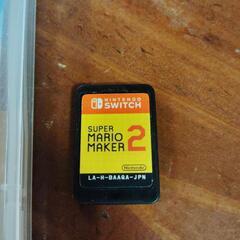 NINTENDO
SWITCH
SUPER
MARIO
MAKER 2
Nintendo
LA-H-BAAQA-JPN